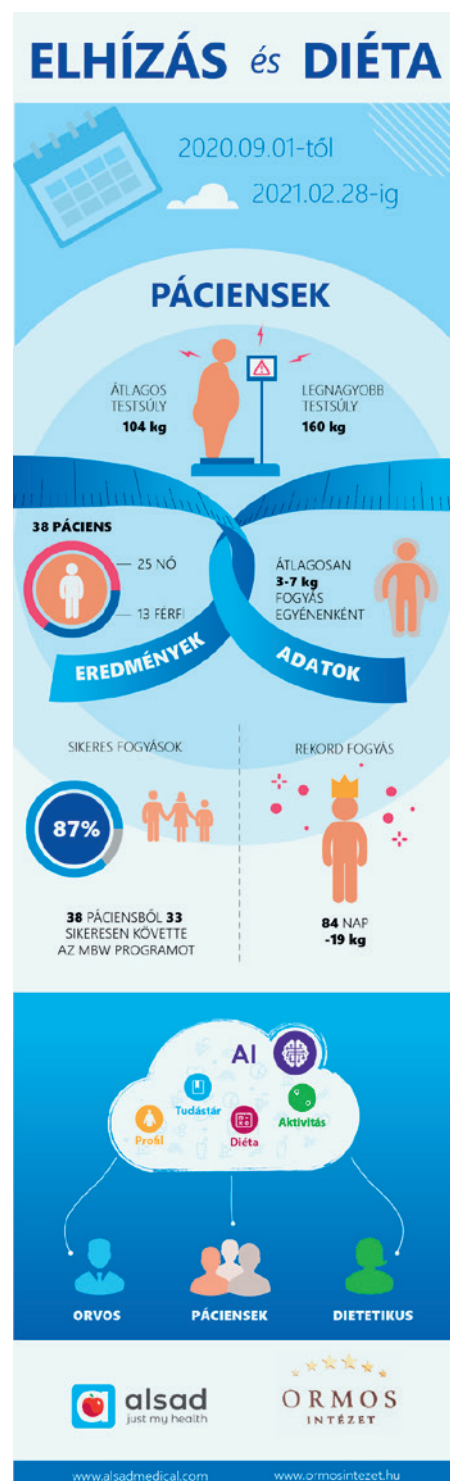 ELHÍZÁS és DIÉTA
2020.09.01-től
2021.02.28-ig
PÁCIENSEK
ÁTLAGOS
TESTSÚLY
104 kg
LEGNAGYOBB
TESTSÚLY
160 kg
38 PÁCIENS
25 NŐ
13 FÉRFI
ÁTLAGOSAN
3-7 kg
FOGYÁS
EGYÉNENKÉNT
EREDMÉNYEK
ADATOK
SIKERES FOGYÁSOK
87%
38 PÁCIENSBŐL 33
SIKERESEN KÖVETTE
AZ MBW PROGRAMOT
REKORD FOGYÁS
84 NAP
-19 kg
AI
Tudástár
Aktivitás
Profil
Diéta
ORVOS
PÁCIENSEK
DIETETIKUS
alsad
just my health
ORMOS
INTÉZET
www.alsadmedical.com
www.ormosintezet.hu